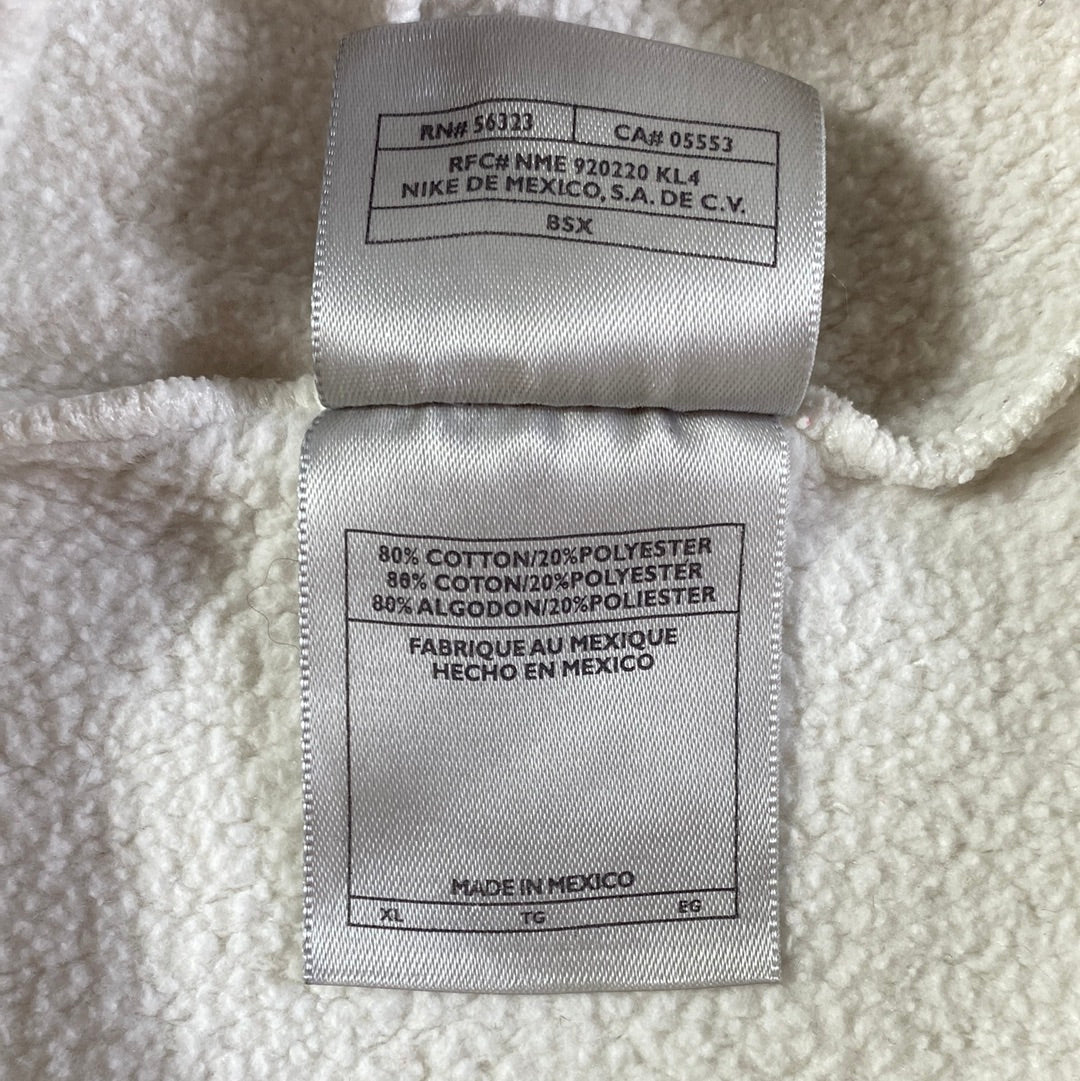 RN# 56323 CA# 05553
RFC# NME 920220 KL4
NIKE DE MEXICO, S.A. DE C.V.
BSX
80% COTTON/20%POLYESTER
80% COTON/20%POLYESTER
80% ALGODON/20%POLIESTER
FABRIQUE AU MEXIQUE
HECHO EN MEXICO
MADE IN MEXICO
XL TG EG